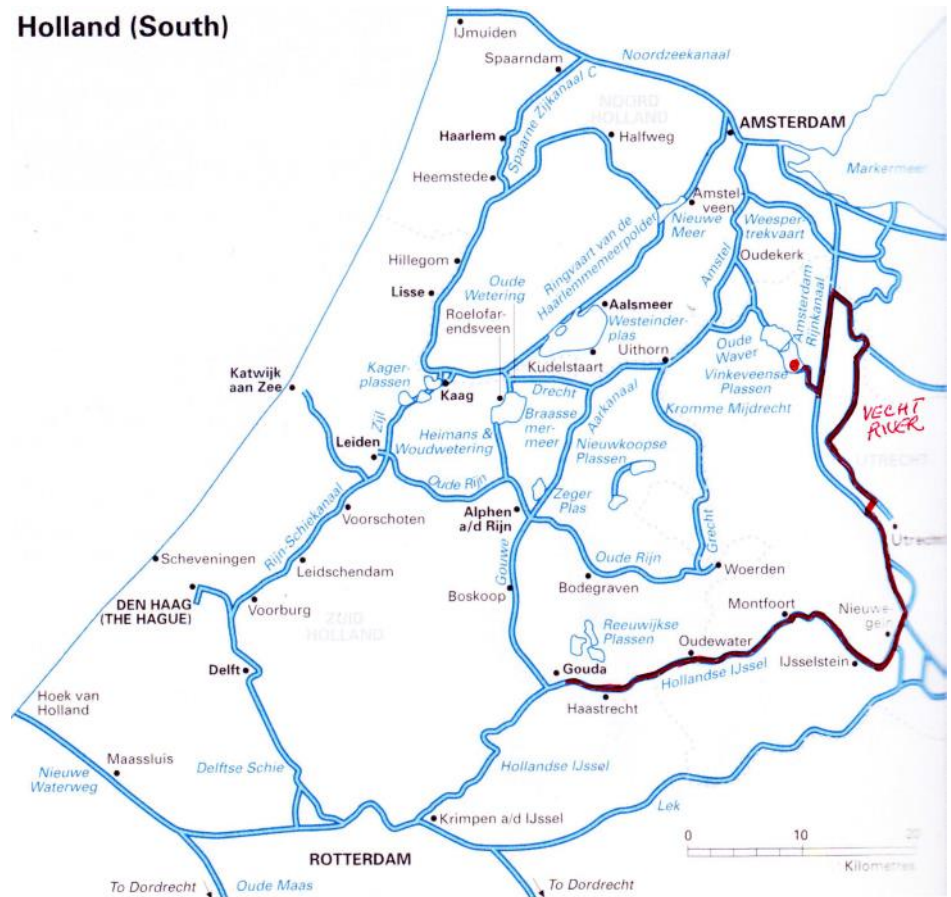 Holland (South)
IJmuiden
Noordzeekanaal
Spaarndam
Spaarne Zijkanaal C
NOORD
HOLLAND
AMSTERDAM
Haarlem
Halfweg
Markermeer
Heemstede
Amstel-
veen
Nieuwe
Meer
Weesper-
trekvaart
Ringvaart van de
Haarlemmemeerpolder
Amstel
Oudekerk
Hillegom
Oude
Wetering
Lisse
Aalsmeer
Amsterdam
Rijnkanaal
Roelofar-
endsveen
Westeinder-
plas
Uithorn
Oude
Waver
Kudelstaart
Vinkeveense
Plassen
Kager-
plassen
Katwijk
aan Zee
Kaag
Drecht
Aarkanaal
Kromme Mijdrecht
VECHT
RIVER
Braasse
mer-
meer
Zijl
Heimans &
Woudwetering
Nieuwkoopse
Plassen
Leiden
UTRECHT
Oude Rijn
Zeger
Plas
Alphen
a/d Rijn
Voorschoten
Rijn-Schiekanaal
Grecht
Scheveningen
Leidschendam
Gouwe
Oude Rijn
Woerden
Bodegraven
Boskoop
DEN HAAG
(THE HAGUE)
Voorburg
ZUID
HOLLAND
Montfoort
Nieuwe-
gein
Reeuwijkse
Plassen
Oudewater
Delft
Gouda
Hollandse IJssel
IJsselstein
Haastrecht
Hoek van
Holland
Maassluis
Nieuwe
Waterweg
Delftse Schie
Hollandse IJssel
Lek
Krimpen a/d IJssel
ROTTERDAM
0 10 20
Kilometres
To Dordrecht
Oude Maas
To Dordrecht